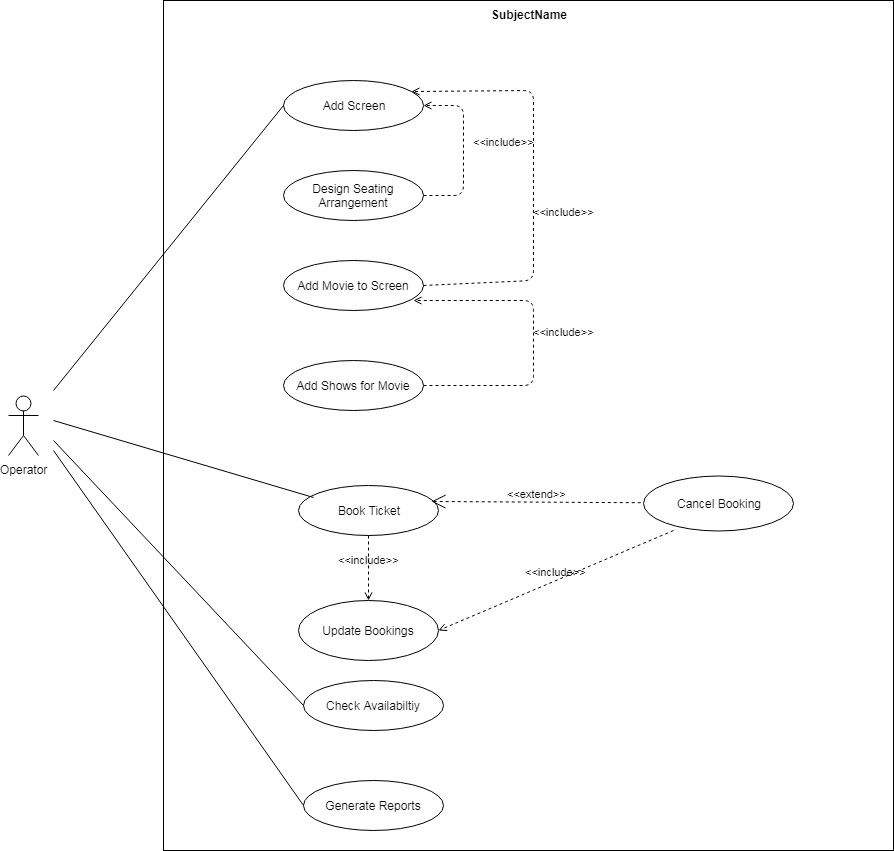 SubjectName
Add Screen
<<include>>
Design Seating
Arrangement
<<include>>
Add Movie to Screen
<<include>>
Add Shows for Movie
Operator
Book Ticket
<<extend>>
Cancel Booking
<<include>>
<<include>>
Update Bookings
Check Availabiltiy
Generate Reports